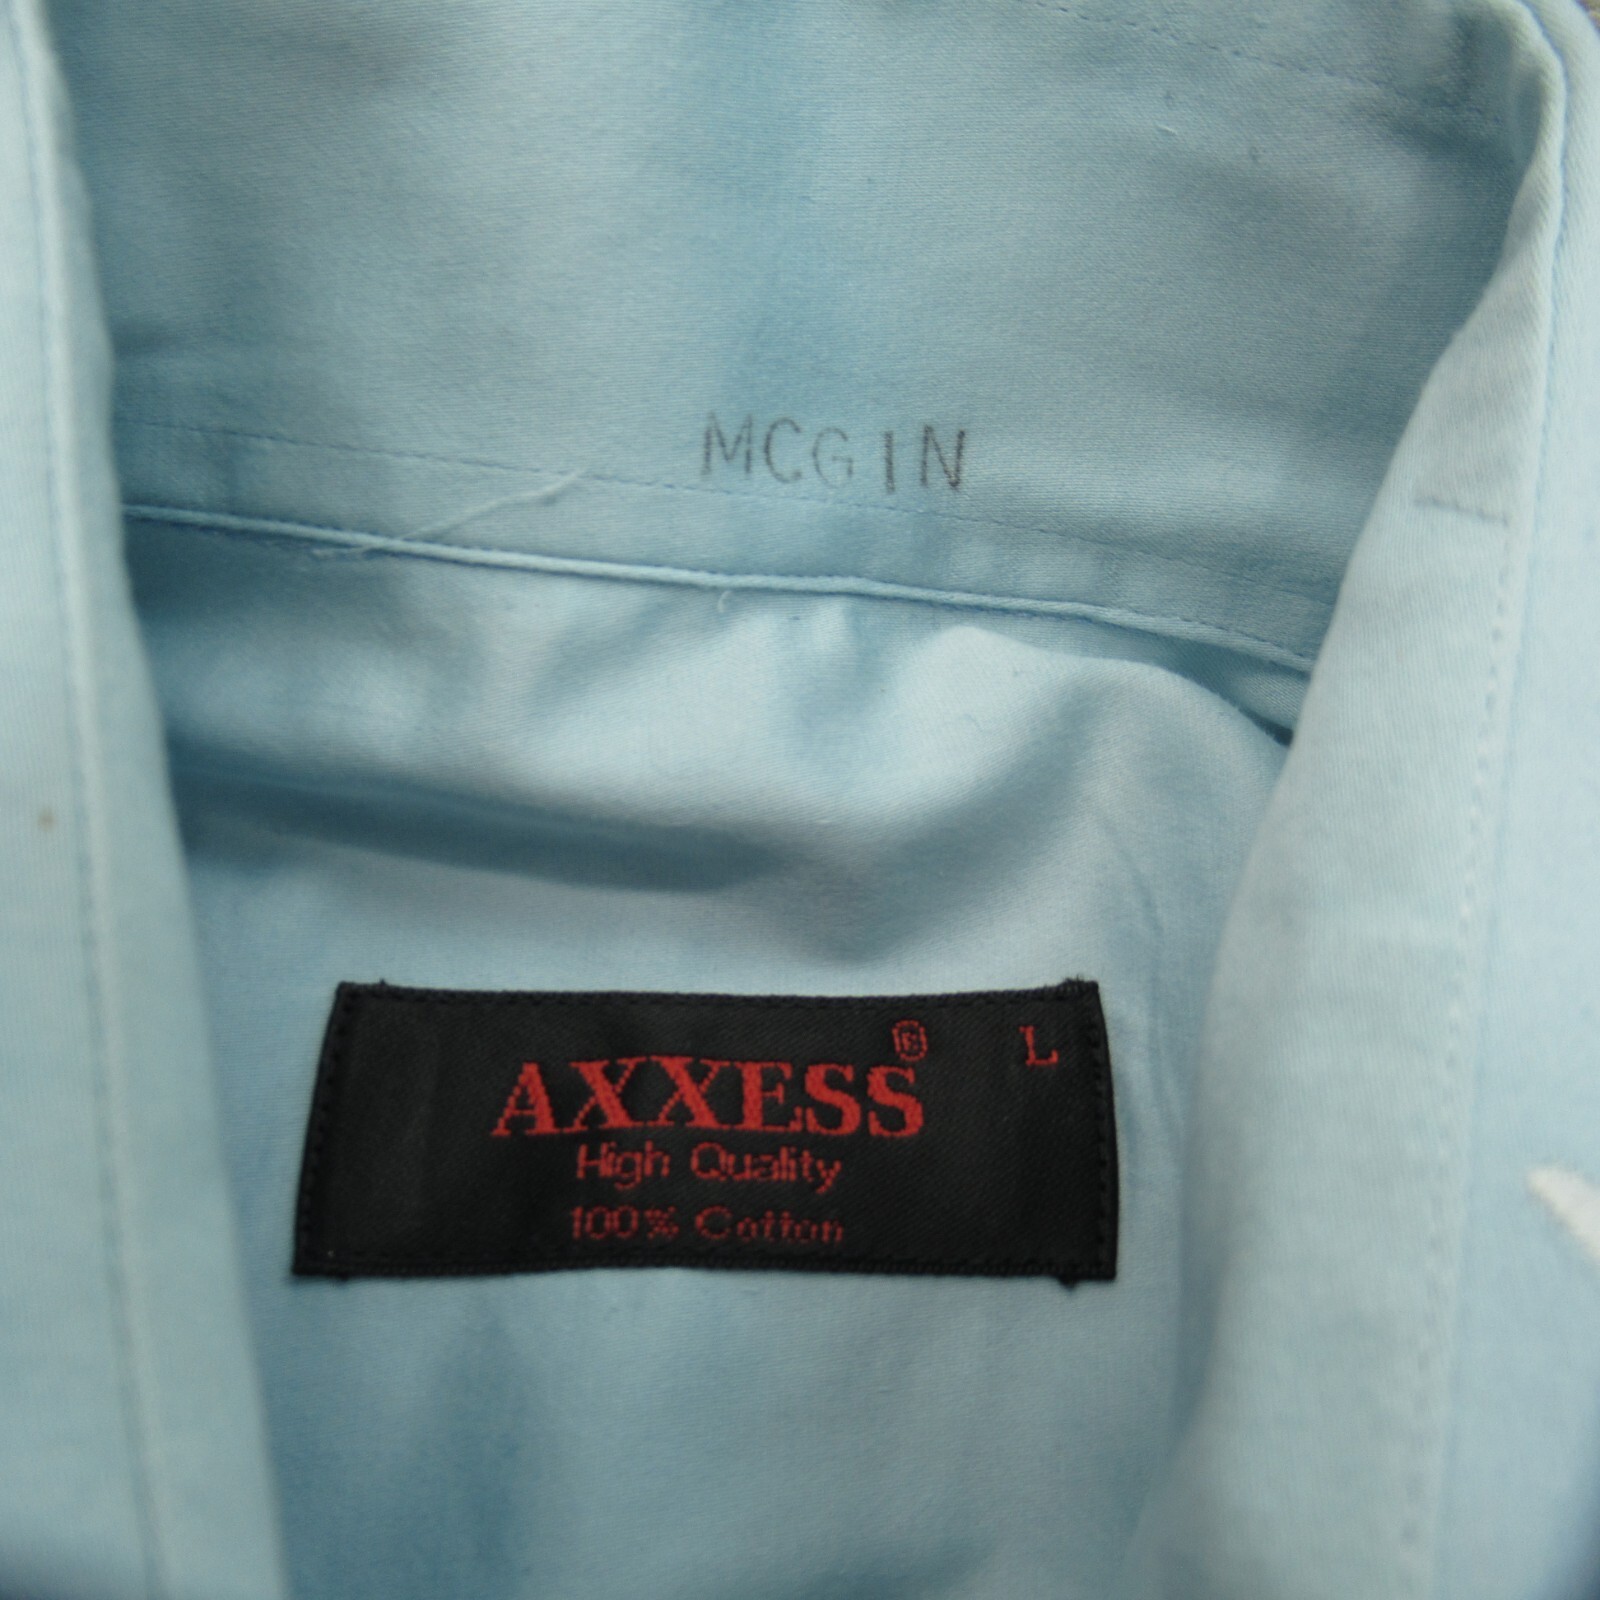 MCGIN
AXXESS® L
High Quality
100% Cotton